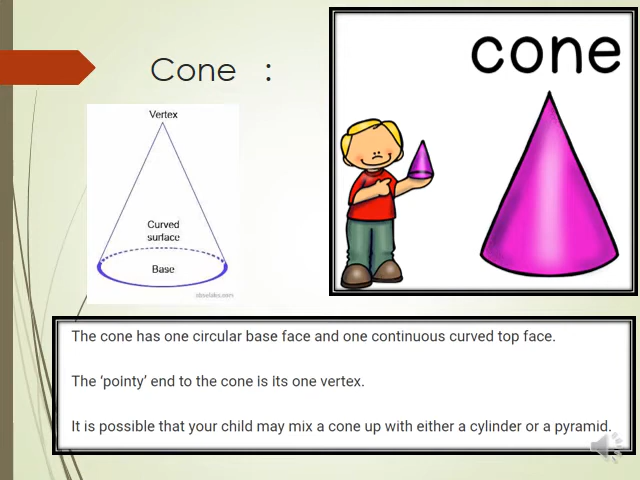 Cone :
cone
Vertex
Curved
surface
Base
The cone has one circular base face and one continuous curved top face.
The ‘pointy’ end to the cone is its one vertex.
It is possible that your child may mix a cone up with either a cylinder or a pyramid.